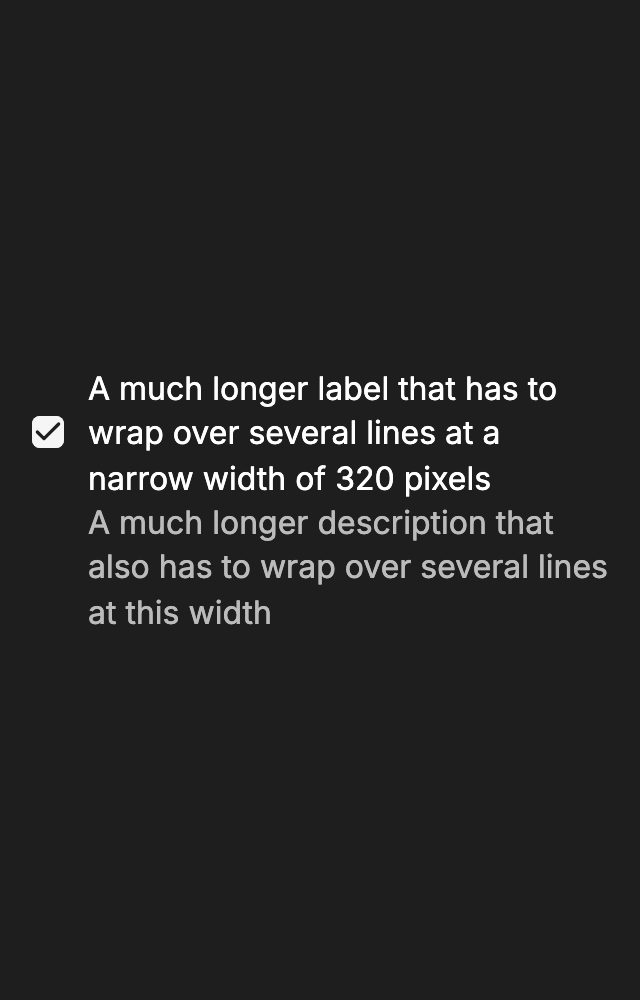 A much longer label that has to
wrap over several lines at a
narrow width of 320 pixels
A much longer description that
also has to wrap over several lines
at this width